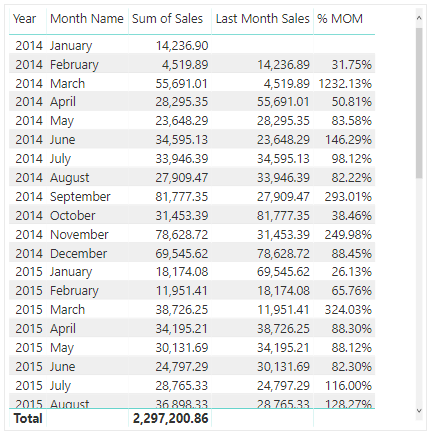 Year Month Name Sum of Sales Last Month Sales % MOM
2014 January 14,236.90
2014 February 4,519.89 14,236.89 31.75%
2014 March 55,691.01 4,519.89 1232.13%
2014 April 28,295.35 55,691.01 50.81%
2014 May 23,648.29 28,295.35 83.58%
2014 June 34,595.13 23,648.29 146.29%
2014 July 33,946.39 34,595.13 98.12%
2014 August 27,909.47 33,946.39 82.22%
2014 September 81,777.35 27,909.47 293.01%
2014 October 31,453.39 81,777.35 38.46%
2014 November 78,628.72 31,453.39 249.98%
2014 December 69,545.62 78,628.72 88.45%
2015 January 18,174.08 69,545.62 26.13%
2015 February 11,951.41 18,174.08 65.76%
2015 March 38,726.25 11,951.41 324.03%
2015 April 34,195.21 38,726.25 88.30%
2015 May 30,131.69 34,195.21 88.12%
2015 June 24,797.29 30,131.69 82.30%
2015 July 28,765.33 24,797.29 116.00%
2015 August 36,898.33 28,765.33 128.27%
Total 2,297,200.86